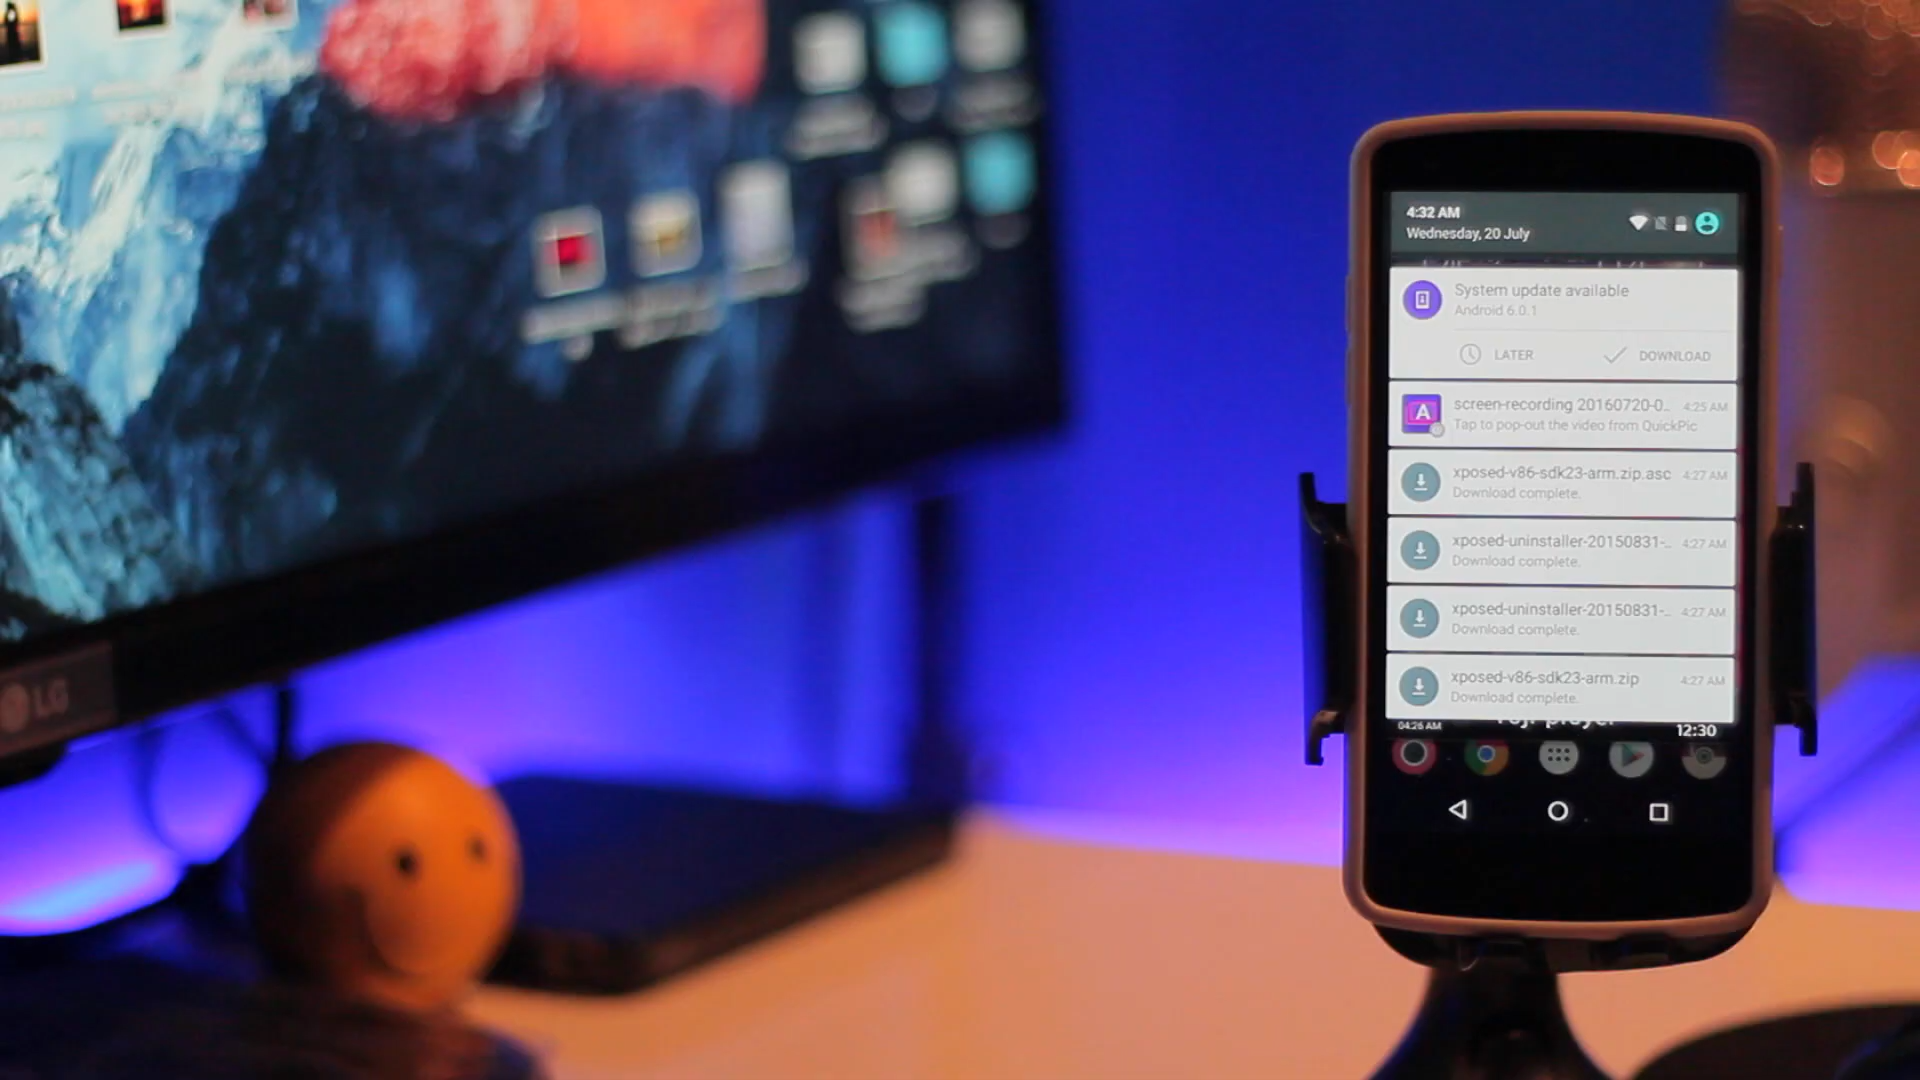 LG
4:32 AM
Wednesday, 20 July
System update available
Android 6.0.1
LATER DOWNLOAD
screen-recording 20160720-0.. 4:25 AM
Tap to pop-out the video from QuickPic
xposed-v86-sdk23-arm.zip.asc 4:27 AM
Download complete.
xposed-uninstaller-20150831-.. 4:27 AM
Download complete.
xposed-uninstaller-20150831-.. 4:27 AM
Download complete.
xposed-v86-sdk23-arm.zip 4:27 AM
Download complete.
04:26 AM 12:30